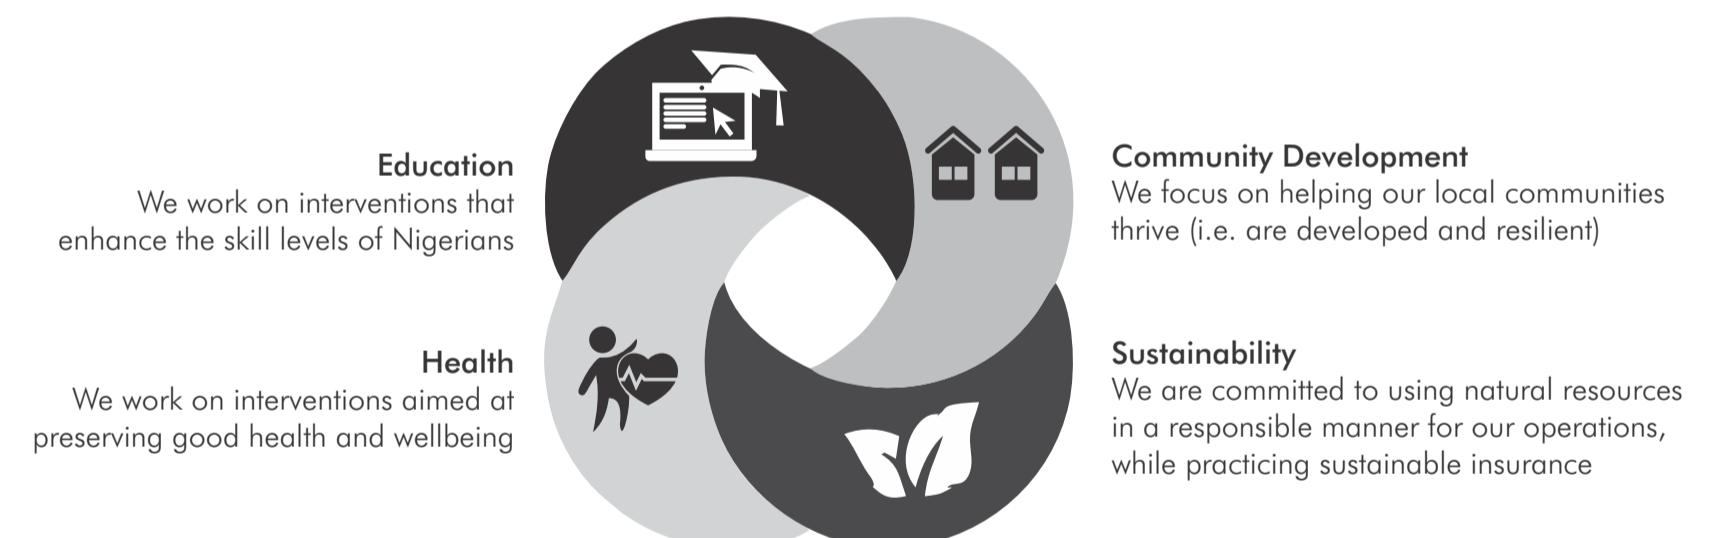 Education
We work on interventions that
enhance the skill levels of Nigerians
Community Development
We focus on helping our local communities
thrive (i.e. are developed and resilient)
Health
We work on interventions aimed at
preserving good health and wellbeing
Sustainability
We are committed to using natural resources
in a responsible manner for our operations,
while practicing sustainable insurance